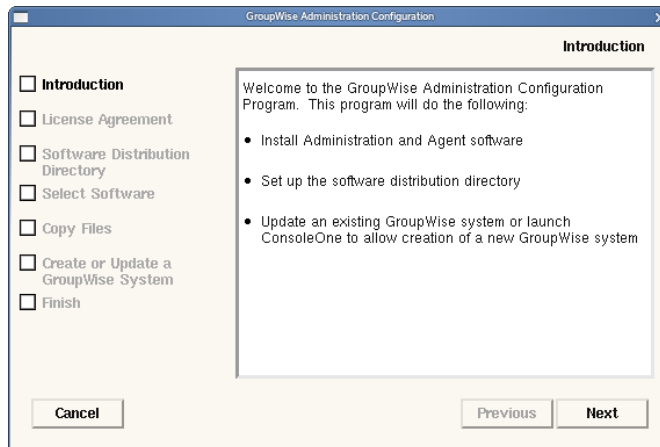 GroupWise Administration Configuration
Introduction
Introduction
License Agreement
Software Distribution
Directory
Select Software
Copy Files
Create or Update a
GroupWise System
Finish
Welcome to the GroupWise Administration Configuration
Program. This program will do the following:
• Install Administration and Agent software
• Set up the software distribution directory
• Update an existing GroupWise system or launch
ConsoleOne to allow creation of a new GroupWise system
Cancel
Previous
Next